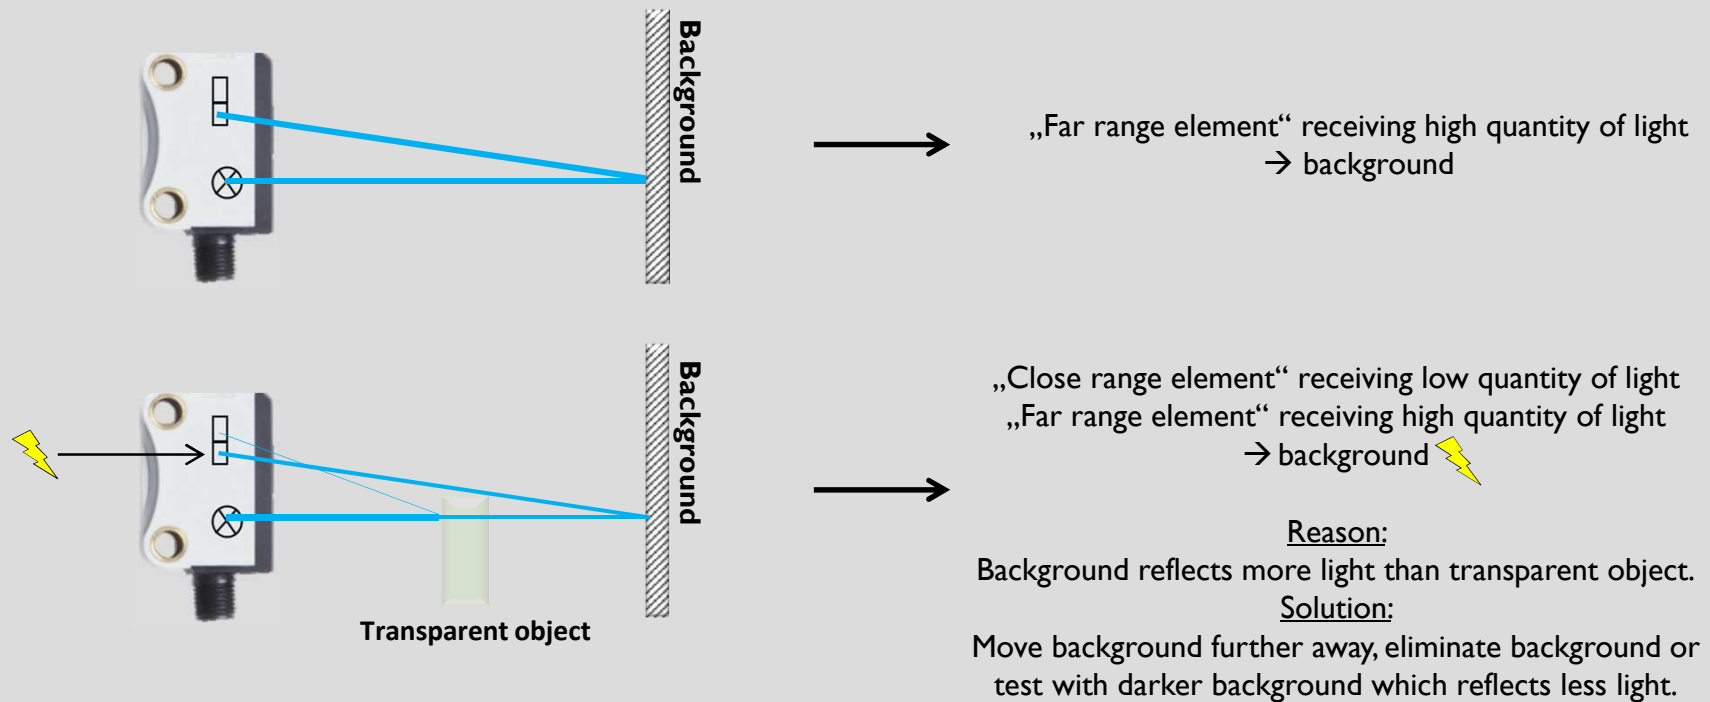 Background
„Far range element“ receiving high quantity of light
→ background
Background
Transparent object
„Close range element“ receiving low quantity of light
„Far range element“ receiving high quantity of light
→ background
Reason:
Background reflects more light than transparent object.
Solution:
Move background further away, eliminate background or
test with darker background which reflects less light.